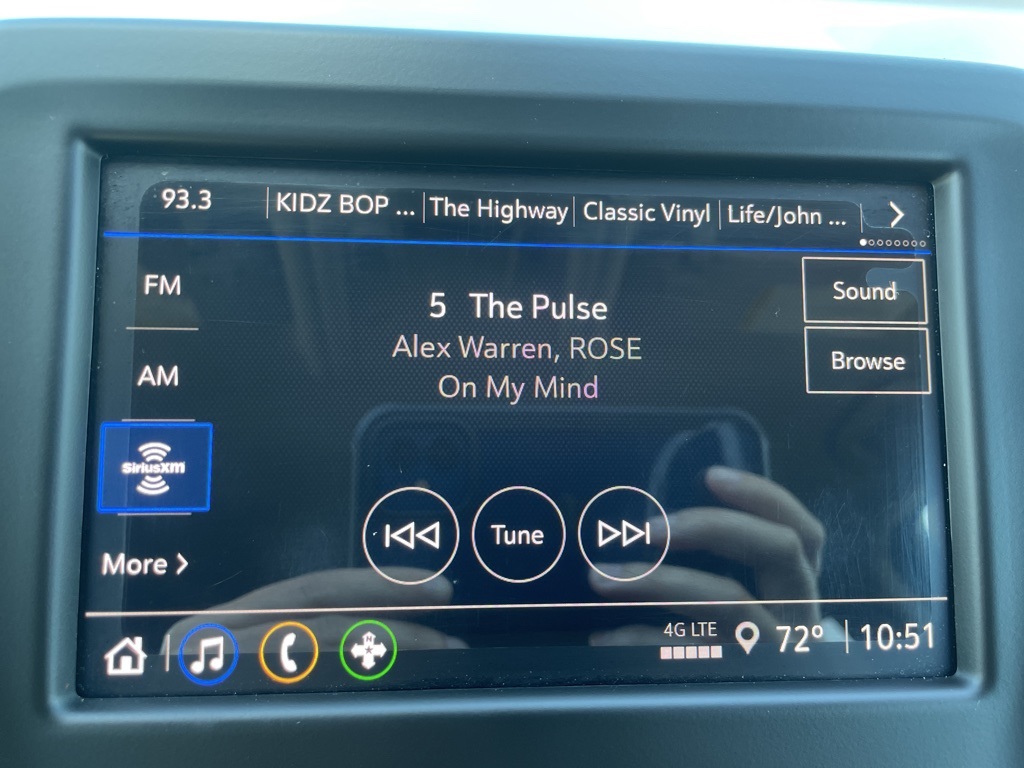 93.3
KIDZ BOP ...
The Highway
Classic Vinyl
Life/John ...
FM
AM
SiriusXM
More
5 The Pulse
Alex Warren, ROSE
On My Mind
Sound
Browse
Tune
N
4G LTE
72°
10:51